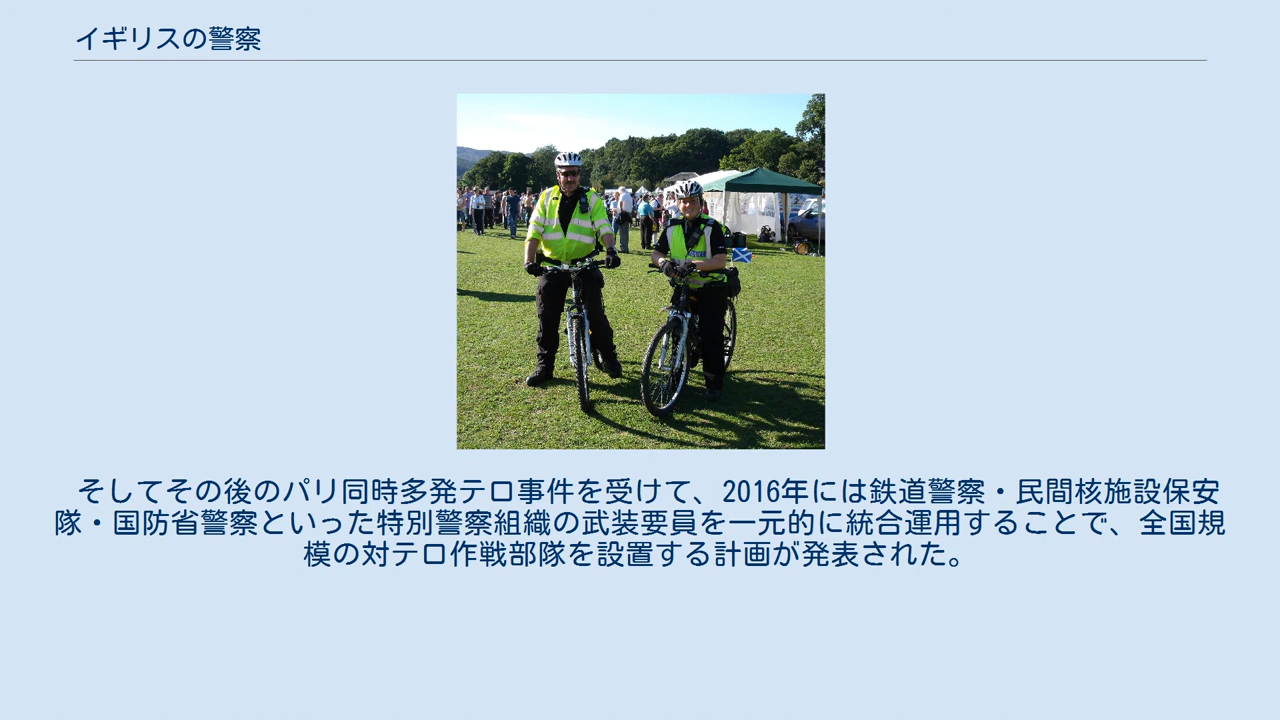 イギリスの警察
そしてその後のパリ同時多発テロ事件を受けて、2016年には鉄道警察・民間核施設保安
隊・国防省警察といった特別警察組織の武装要員を一元的に統合運用することで、全国規
模の対テロ作戦部隊を設置する計画が発表された。